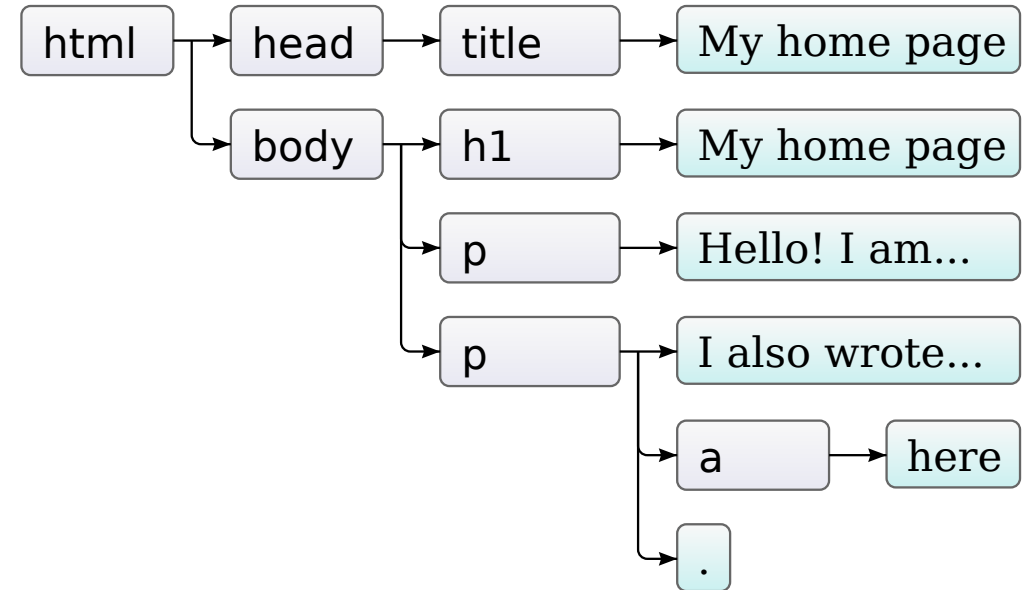 html head title My home page
body h1 My home page
p Hello! I am...
p I also wrote...
a here
.